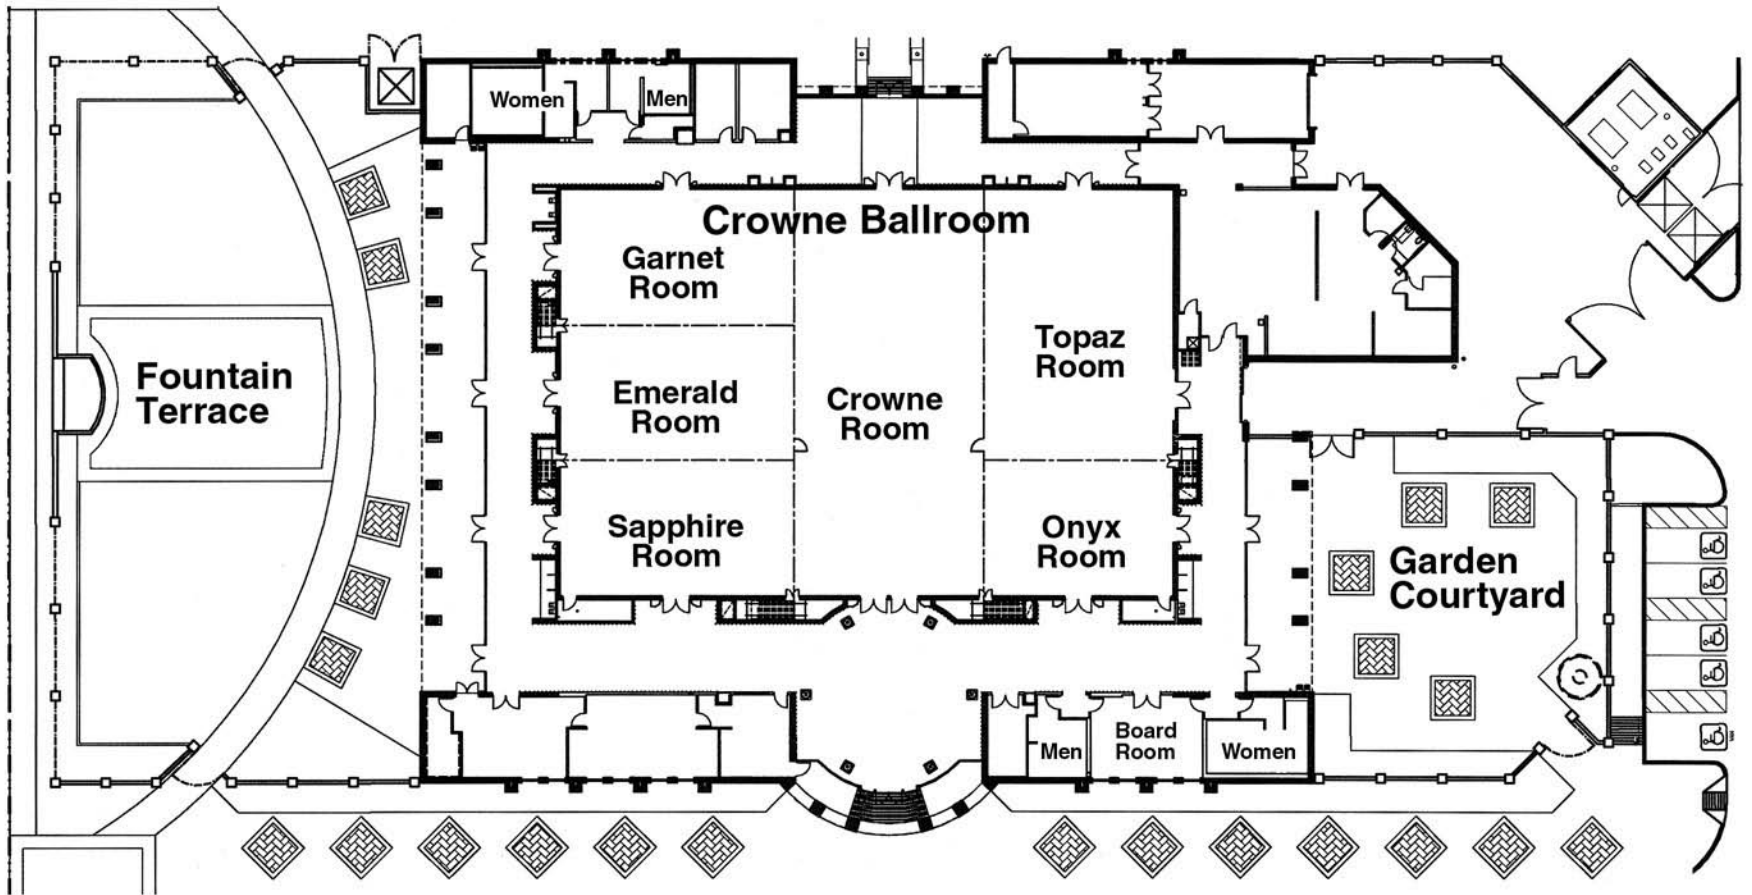 Women
Men
Crowne Ballroom
Garnet
Room
Topaz
Room
Fountain
Terrace
Emerald
Room
Crowne
Room
Sapphire
Room
Onyx
Room
Garden
Courtyard
Men
Board
Room
Women